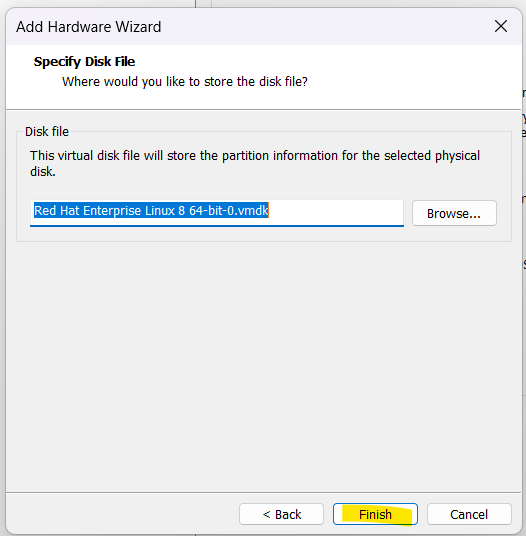 Add Hardware Wizard
Specify Disk File
Where would you like to store the disk file?
Disk file
This virtual disk file will store the partition information for the selected physical
disk.
Red Hat Enterprise Linux 8 64-bit-0.vmdk
Browse...
< Back
Finish
Cancel